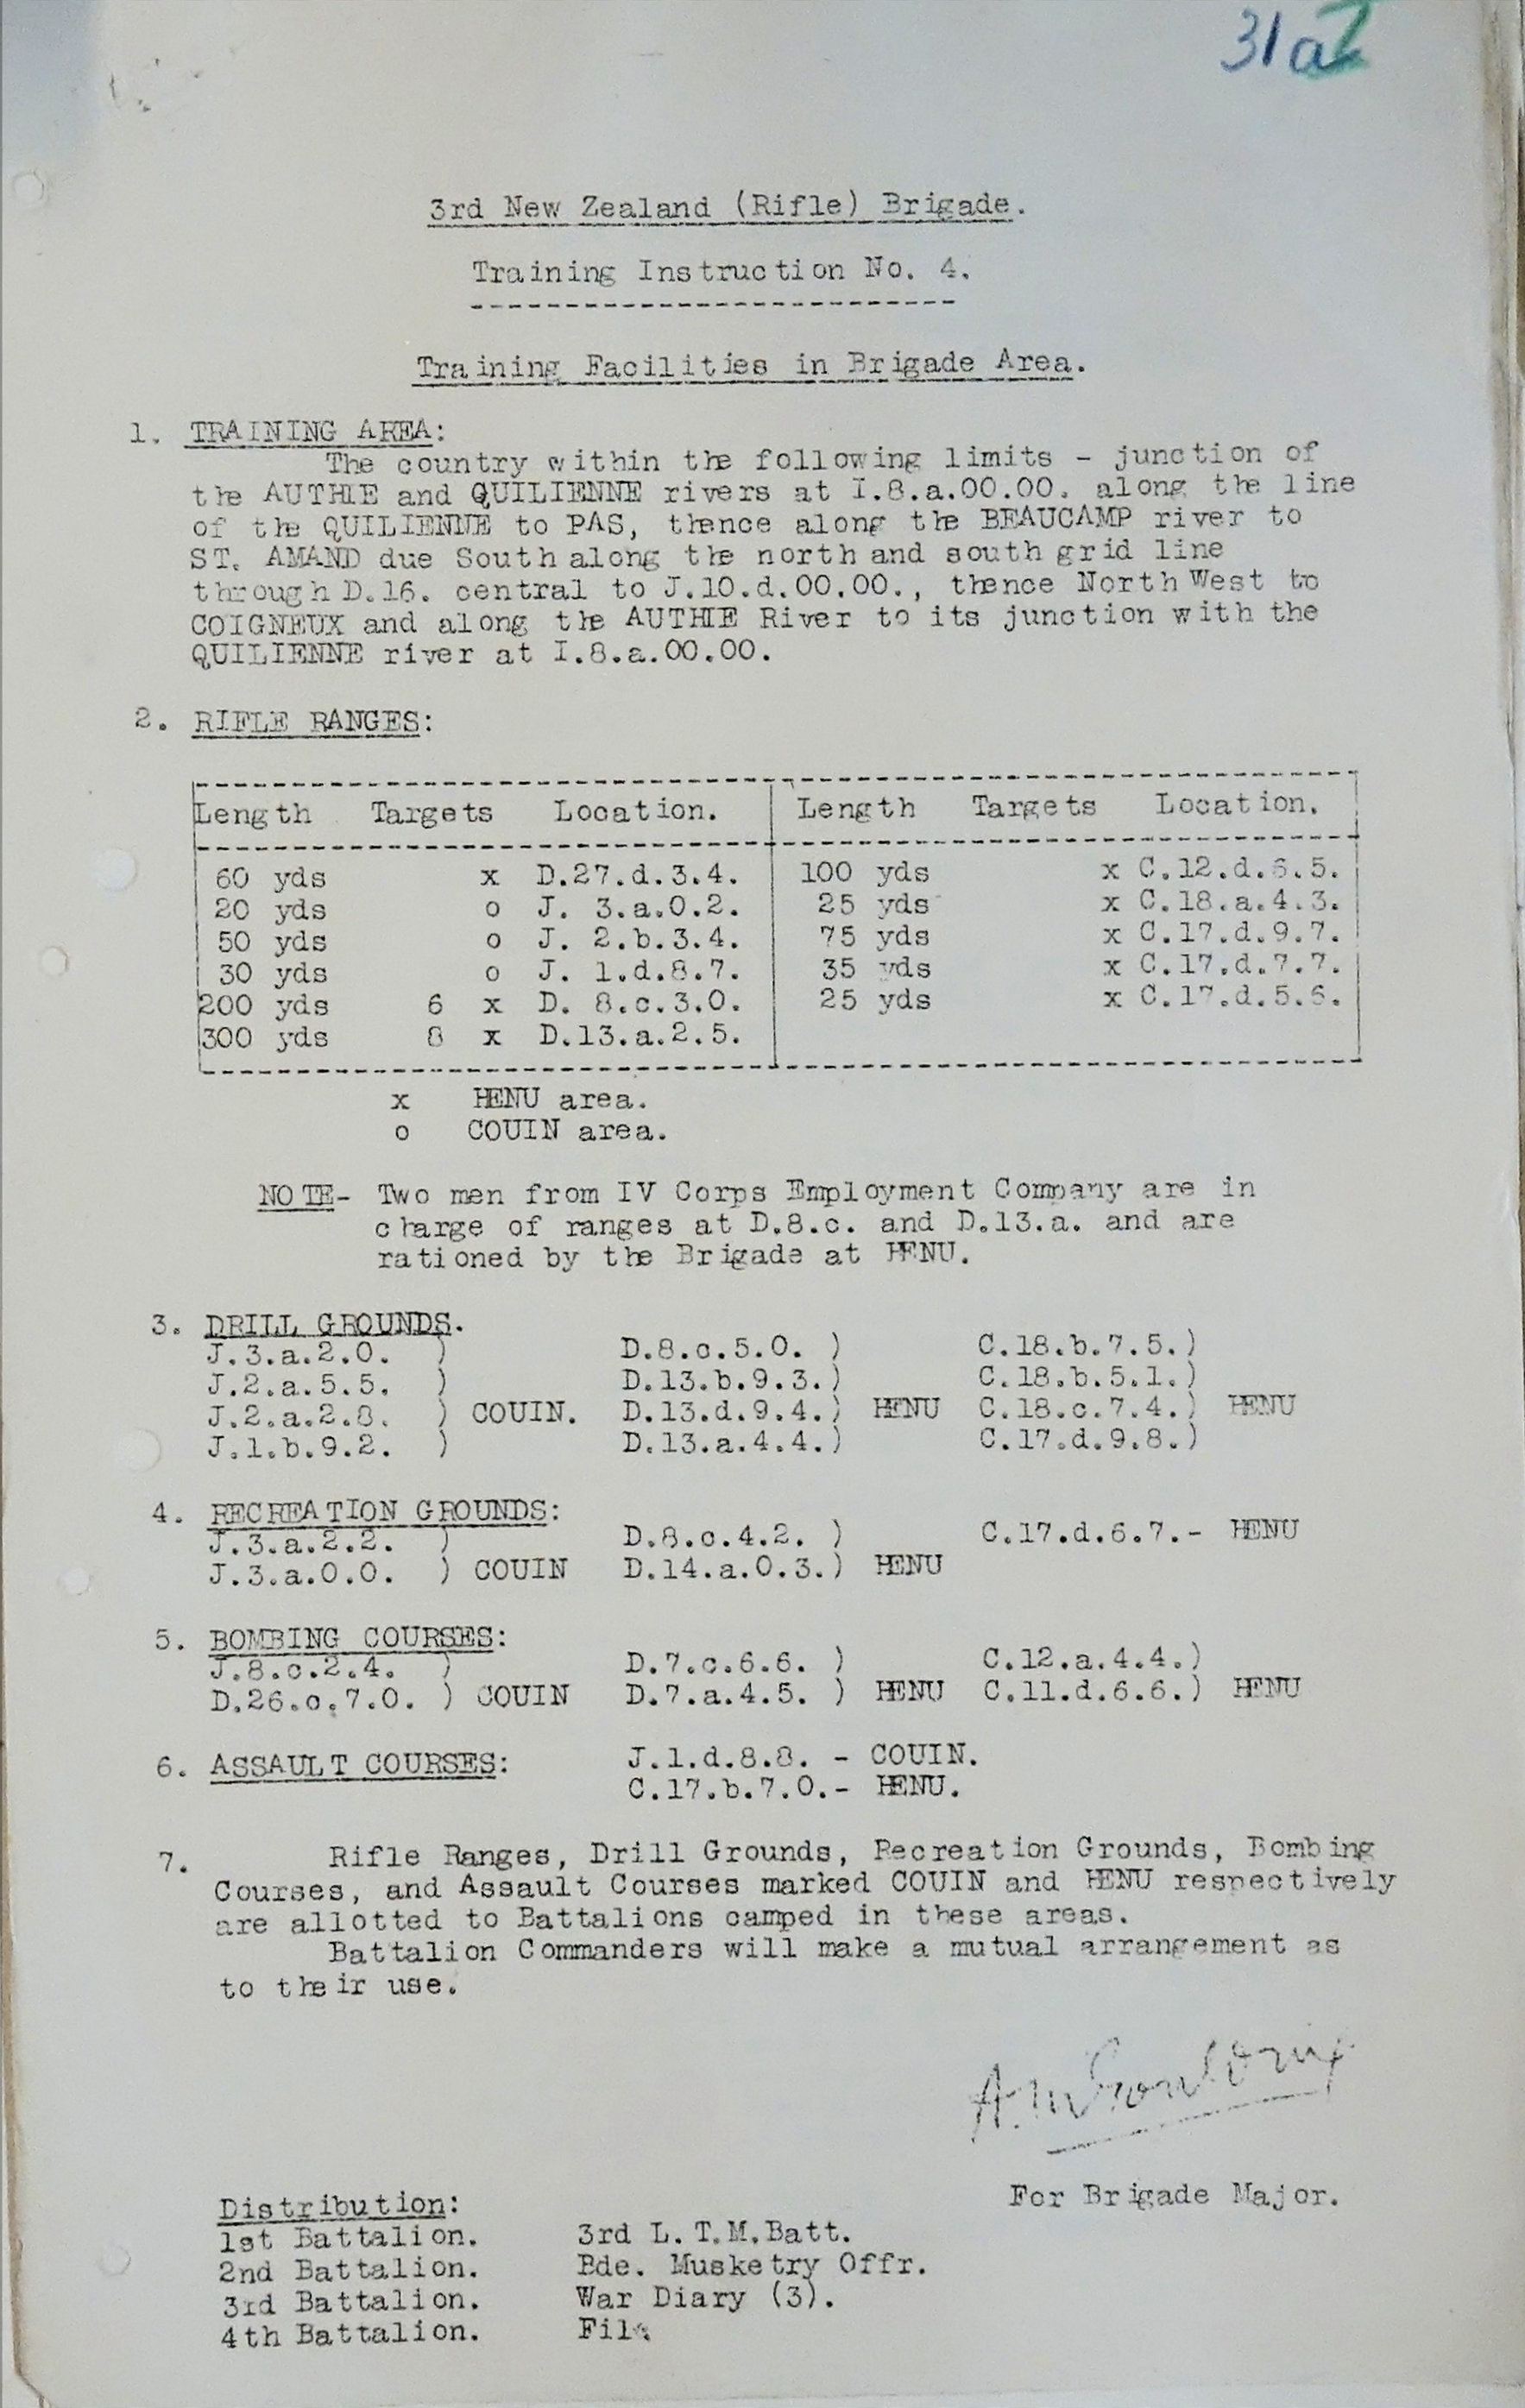 31a
3rd New Zealand (Rifle) Brigade.
Training Instruction No. 4.
--------------------------
Training Facilities in Brigade Area.
1. TRAINING AREA:
The country within the following limits - junction of
the AUTHIE and QUILIENNE rivers at I.8.a.00.00. along the line
of the QUILIENNE to PAS, thence along the BEAUCAMP river to
ST. AMAND due South along the north and south grid line
through D.16. central to J.10.d.00.00., thence North West to
COIGNEUX and along the AUTHIE River to its junction with the
QUILIENNE river at I.8.a.00.00.
2. RIFLE RANGES:
Length Targets Location. Length Targets Location.
60 yds x D.27.d.3.4. 100 yds x C.12.d.6.5.
20 yds o J. 3.a.0.2. 25 yds x C.18.a.4.3.
50 yds o J. 2.b.3.4. 75 yds x C.17.d.9.7.
30 yds o J. 1.d.8.7. 35 yds x C.17.d.7.7.
200 yds 6 x D. 8.c.3.0. 25 yds x C.17.d.5.6.
300 yds 8 x D.13.a.2.5.
x HENU area.
o COUIN area.
NOTE- Two men from IV Corps Employment Company are in
charge of ranges at D.8.c. and D.13.a. and are
rationed by the Brigade at HENU.
3. DRILL GROUNDS.
J.3.a.2.0. ) D.8.c.5.0. ) C.18.b.7.5.)
J.2.a.5.5. ) D.13.b.9.3.) C.18.b.5.1.)
J.2.a.2.8. ) COUIN. D.13.d.9.4.) HENU C.18.c.7.4.) HENU
J.1.b.9.2. ) D.13.a.4.4.) C.17.d.9.8.)
4. RECREATION GROUNDS:
J.3.a.2.2. ) D.8.c.4.2. ) C.17.d.6.7.- HENU
J.3.a.0.0. ) COUIN D.14.a.0.3.) HENU
5. BOMBING COURSES:
J.8.c.2.4. ) D.7.c.6.6. ) C.12.a.4.4.)
D.26.c.7.0. ) COUIN D.7.a.4.5. ) HENU C.11.d.6.6.) HENU
6. ASSAULT COURSES: J.1.d.8.8. - COUIN.
C.17.b.7.0.- HENU.
7. Rifle Ranges, Drill Grounds, Recreation Grounds, Bombing
Courses, and Assault Courses marked COUIN and HENU respectively
are allotted to Battalions camped in these areas.
Battalion Commanders will make a mutual arrangement as
to their use.
For Brigade Major.
Distribution:
1st Battalion. 3rd L.T.M.Batt.
2nd Battalion. Bde. Musketry Offr.
3rd Battalion. War Diary (3).
4th Battalion. File